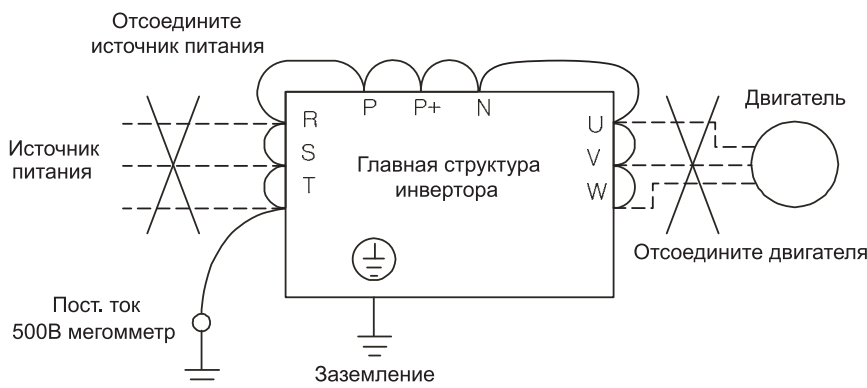 Отсоедините
источник питания
P P+ N
R
S
T
U
V
W
Двигатель
Источник
питания
Главная структура
инвертора
Отсоедините двигателя
Пост. ток
500В мегомметр
Заземление